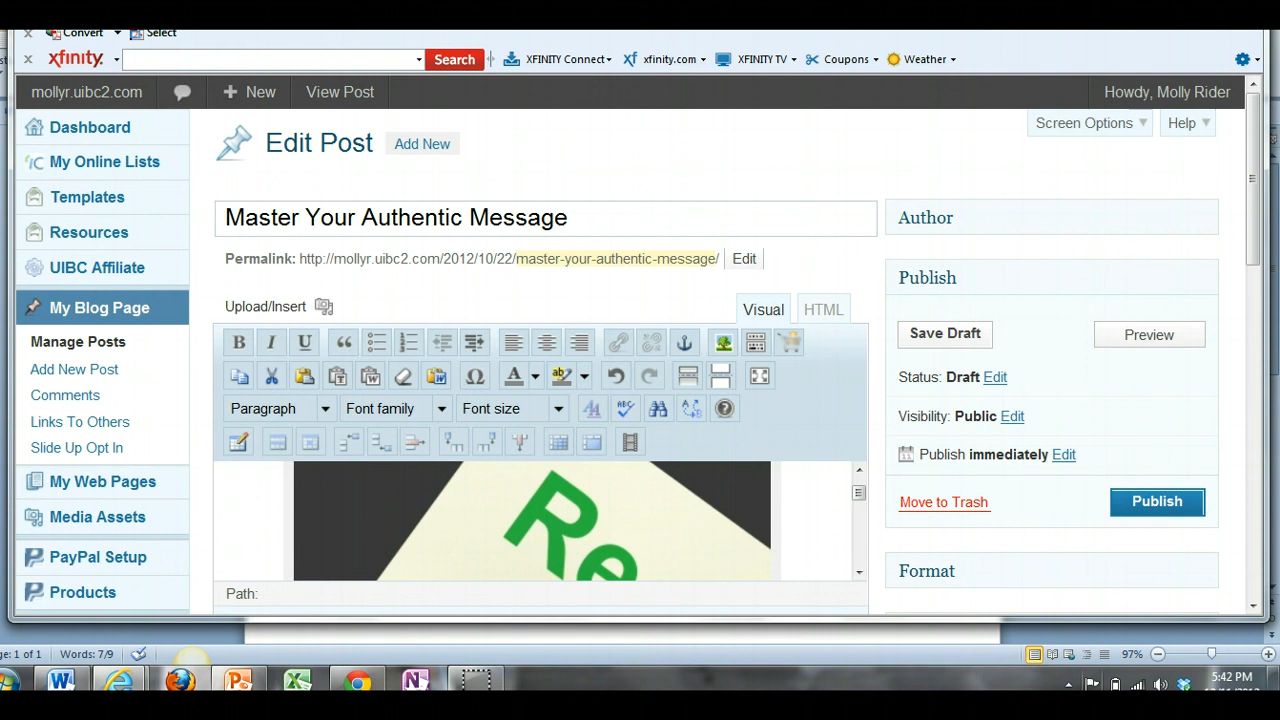 Convert Select
xfinity. Search XFINITY Connect xfinity.com XFINITY TV Coupons Weather
mollyr.uibc2.com New View Post Howdy, Molly Rider
Dashboard
My Online Lists
Templates
Resources
UIBC Affiliate
My Blog Page
Manage Posts
Add New Post
Comments
Links To Others
Slide Up Opt In
My Web Pages
Media Assets
PayPal Setup
Products
Screen Options Help
Edit Post Add New
Master Your Authentic Message
Permalink: http://mollyr.uibc2.com/2012/10/22/master-your-authentic-message/ Edit
Upload/Insert Visual HTML
B I U
Paragraph Font family Font size
Re
Path:
Author
Publish
Save Draft Preview
Status: Draft Edit
Visibility: Public Edit
Publish immediately Edit
Move to Trash Publish
Format
ge: 1 of 1 Words: 7/9 97%
5:42 PM